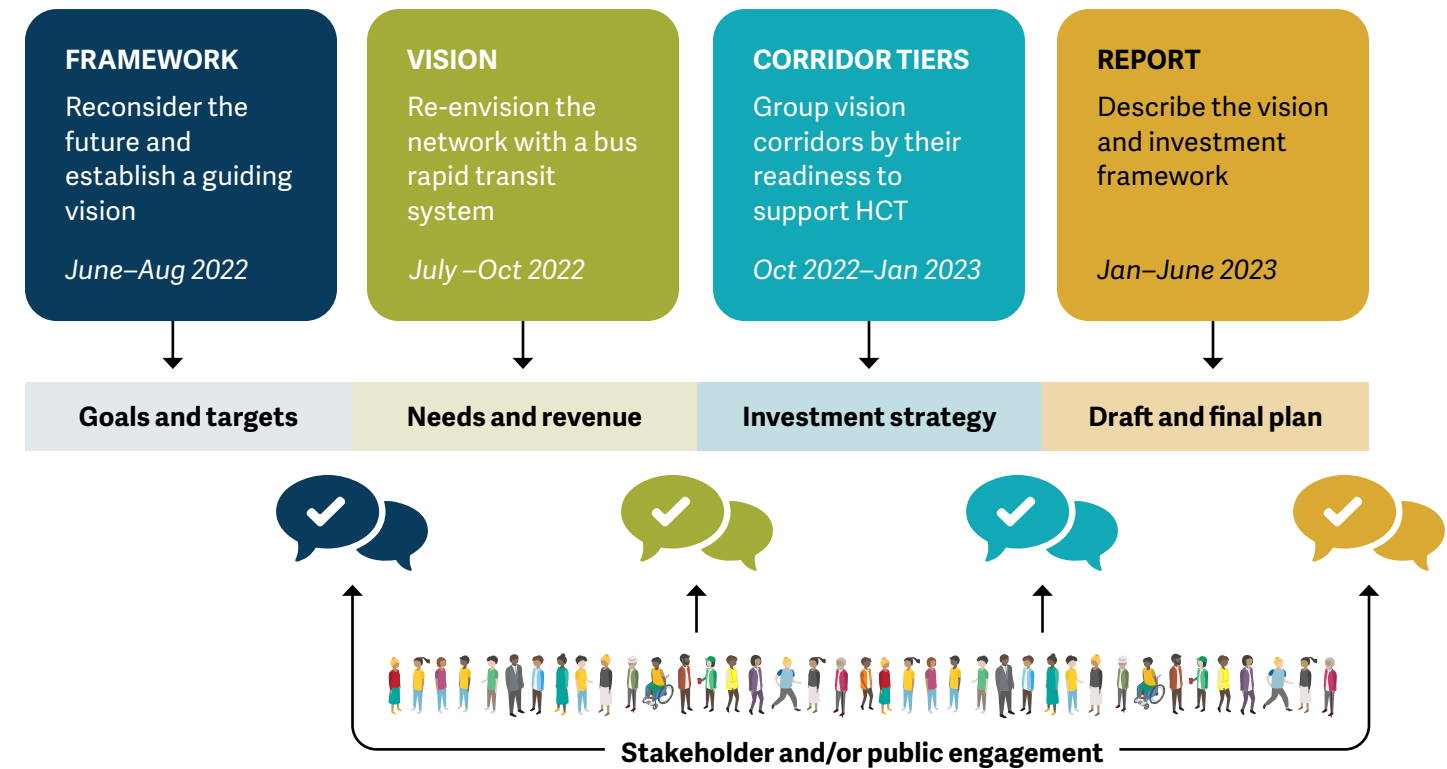 FRAMEWORK
Reconsider the
future and
establish a guiding
vision
June–Aug 2022
VISION
Re-envision the
network with a bus
rapid transit
system
July –Oct 2022
CORRIDOR TIERS
Group vision
corridors by their
readiness to
support HCT
Oct 2022–Jan 2023
REPORT
Describe the vision
and investment
framework
Jan–June 2023
Goals and targets
Needs and revenue
Investment strategy
Draft and final plan
Stakeholder and/or public engagement